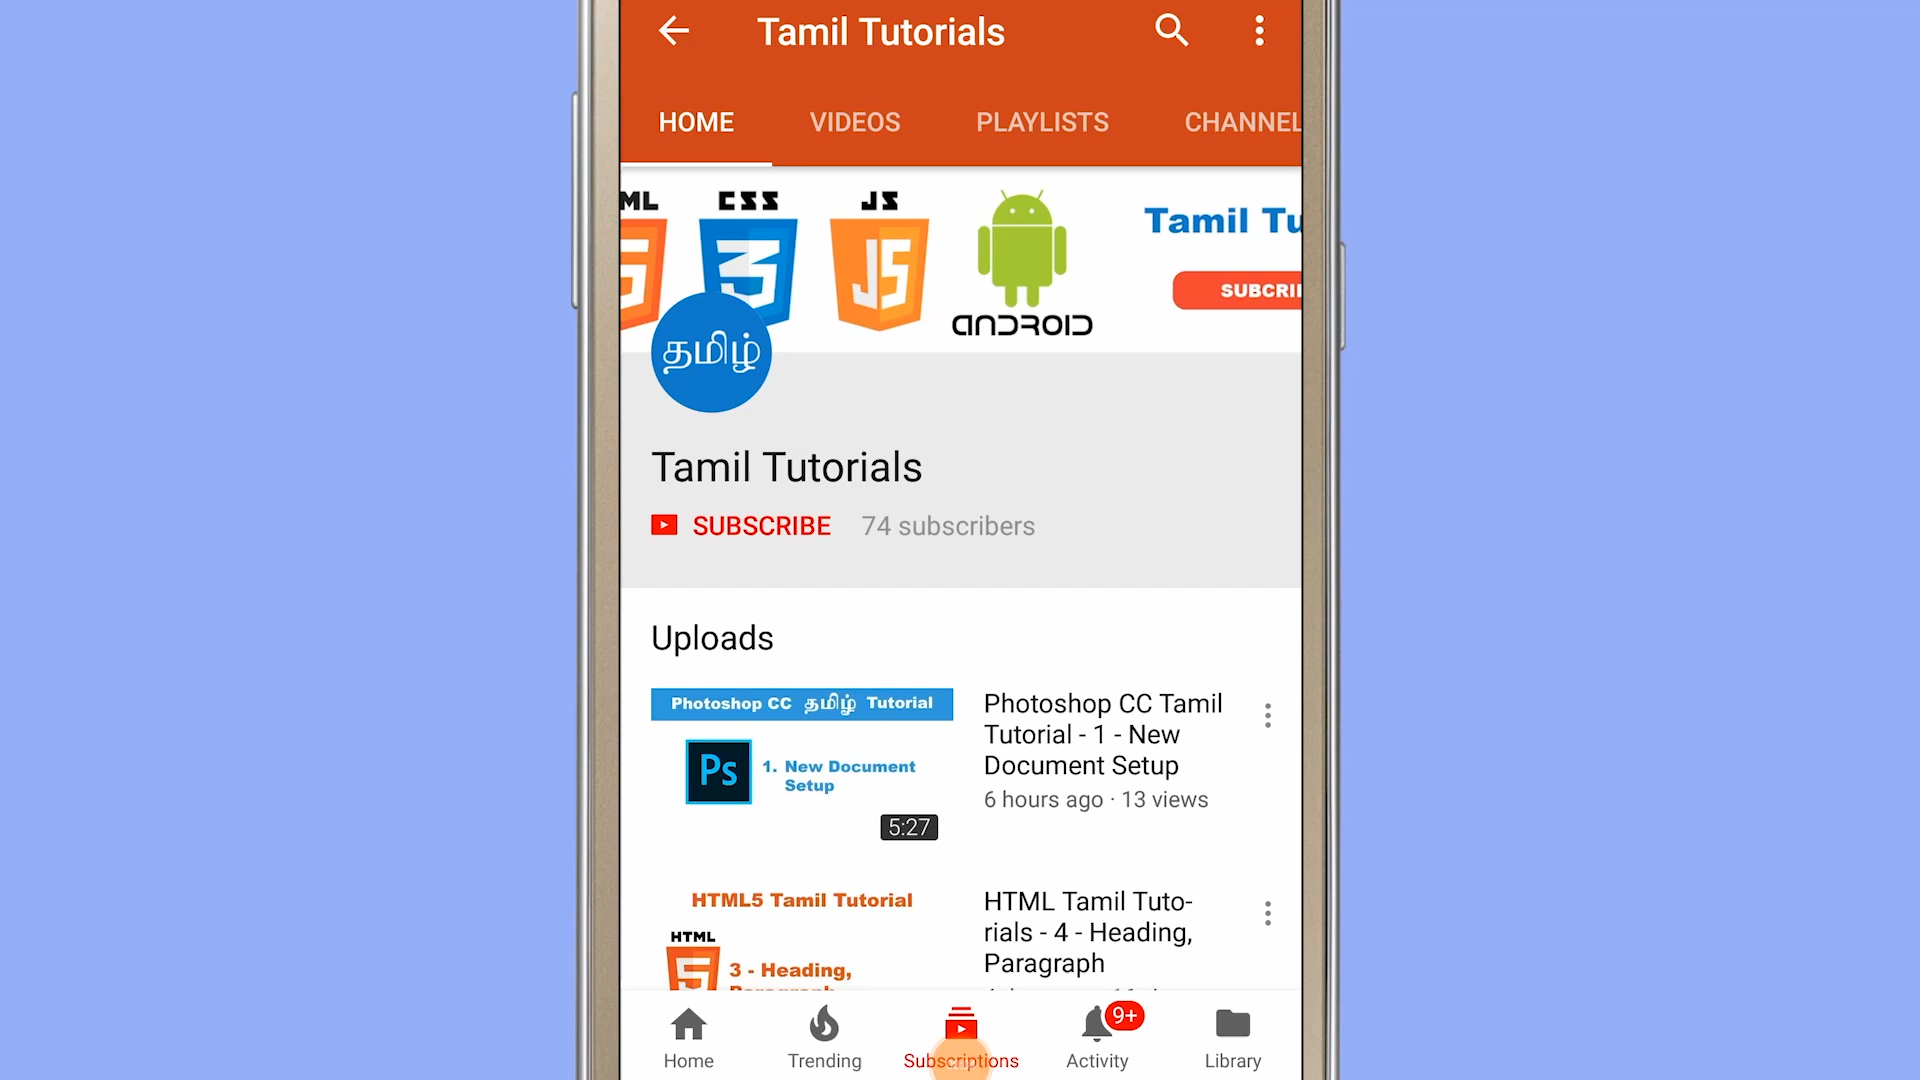 Tamil Tutorials
HOME VIDEOS PLAYLISTS CHANNEL
ML CSS JS
Tamil Tu
SUBCRI
ANDROID
தமிழ்
Tamil Tutorials
SUBSCRIBE 74 subscribers
Uploads
Photoshop CC தமிழ் Tutorial
Ps
1. New Document
Setup
5:27
Photoshop CC Tamil
Tutorial - 1 - New
Document Setup
6 hours ago · 13 views
HTML5 Tamil Tutorial
HTML
3 - Heading,
HTML Tamil Tuto-
rials - 4 - Heading,
Paragraph
9+
Home Trending Subscriptions Activity Library